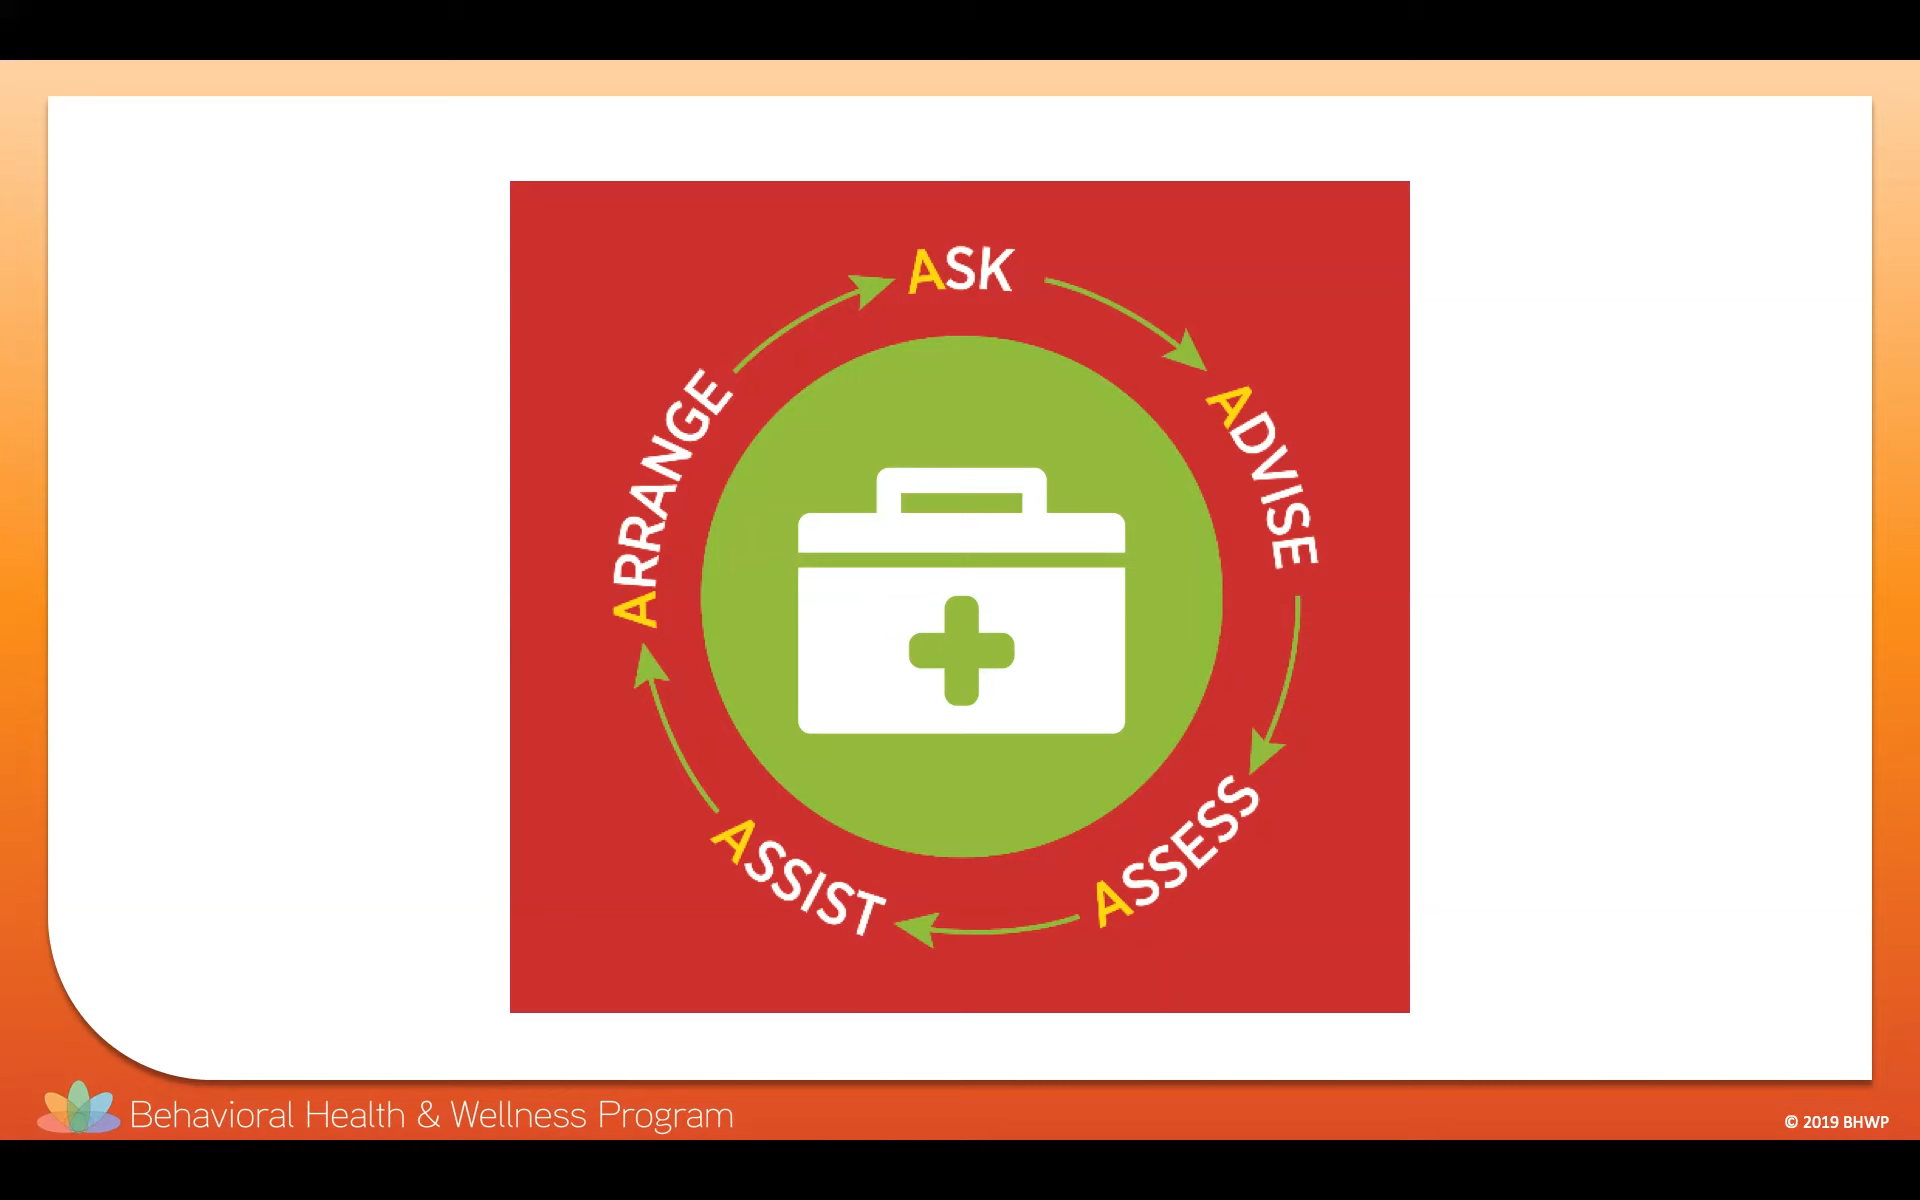 ASK
ADVISE
ASSESS
ASSIST
ARRANGE
Behavioral Health & Wellness Program
© 2019 BHWP